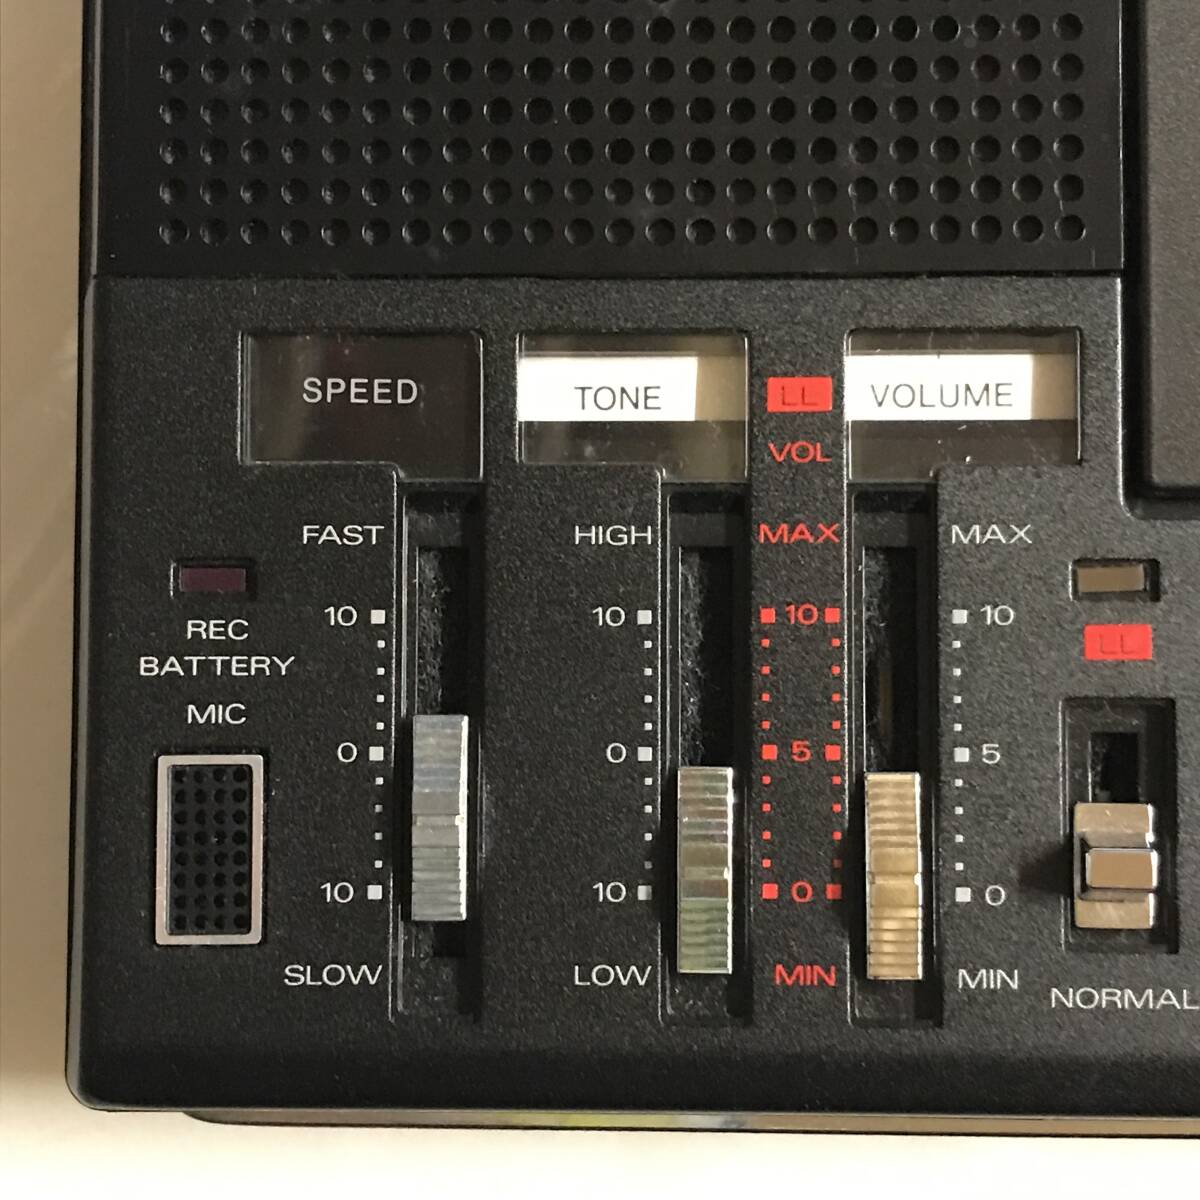 SPEED
TONE
LL
VOLUME
VOL
FAST
HIGH
MAX
MAX
10
10
10
10
REC
BATTERY
MIC
LL
0
0
5
5
10
10
0
0
SLOW
LOW
MIN
MIN
NORMAL